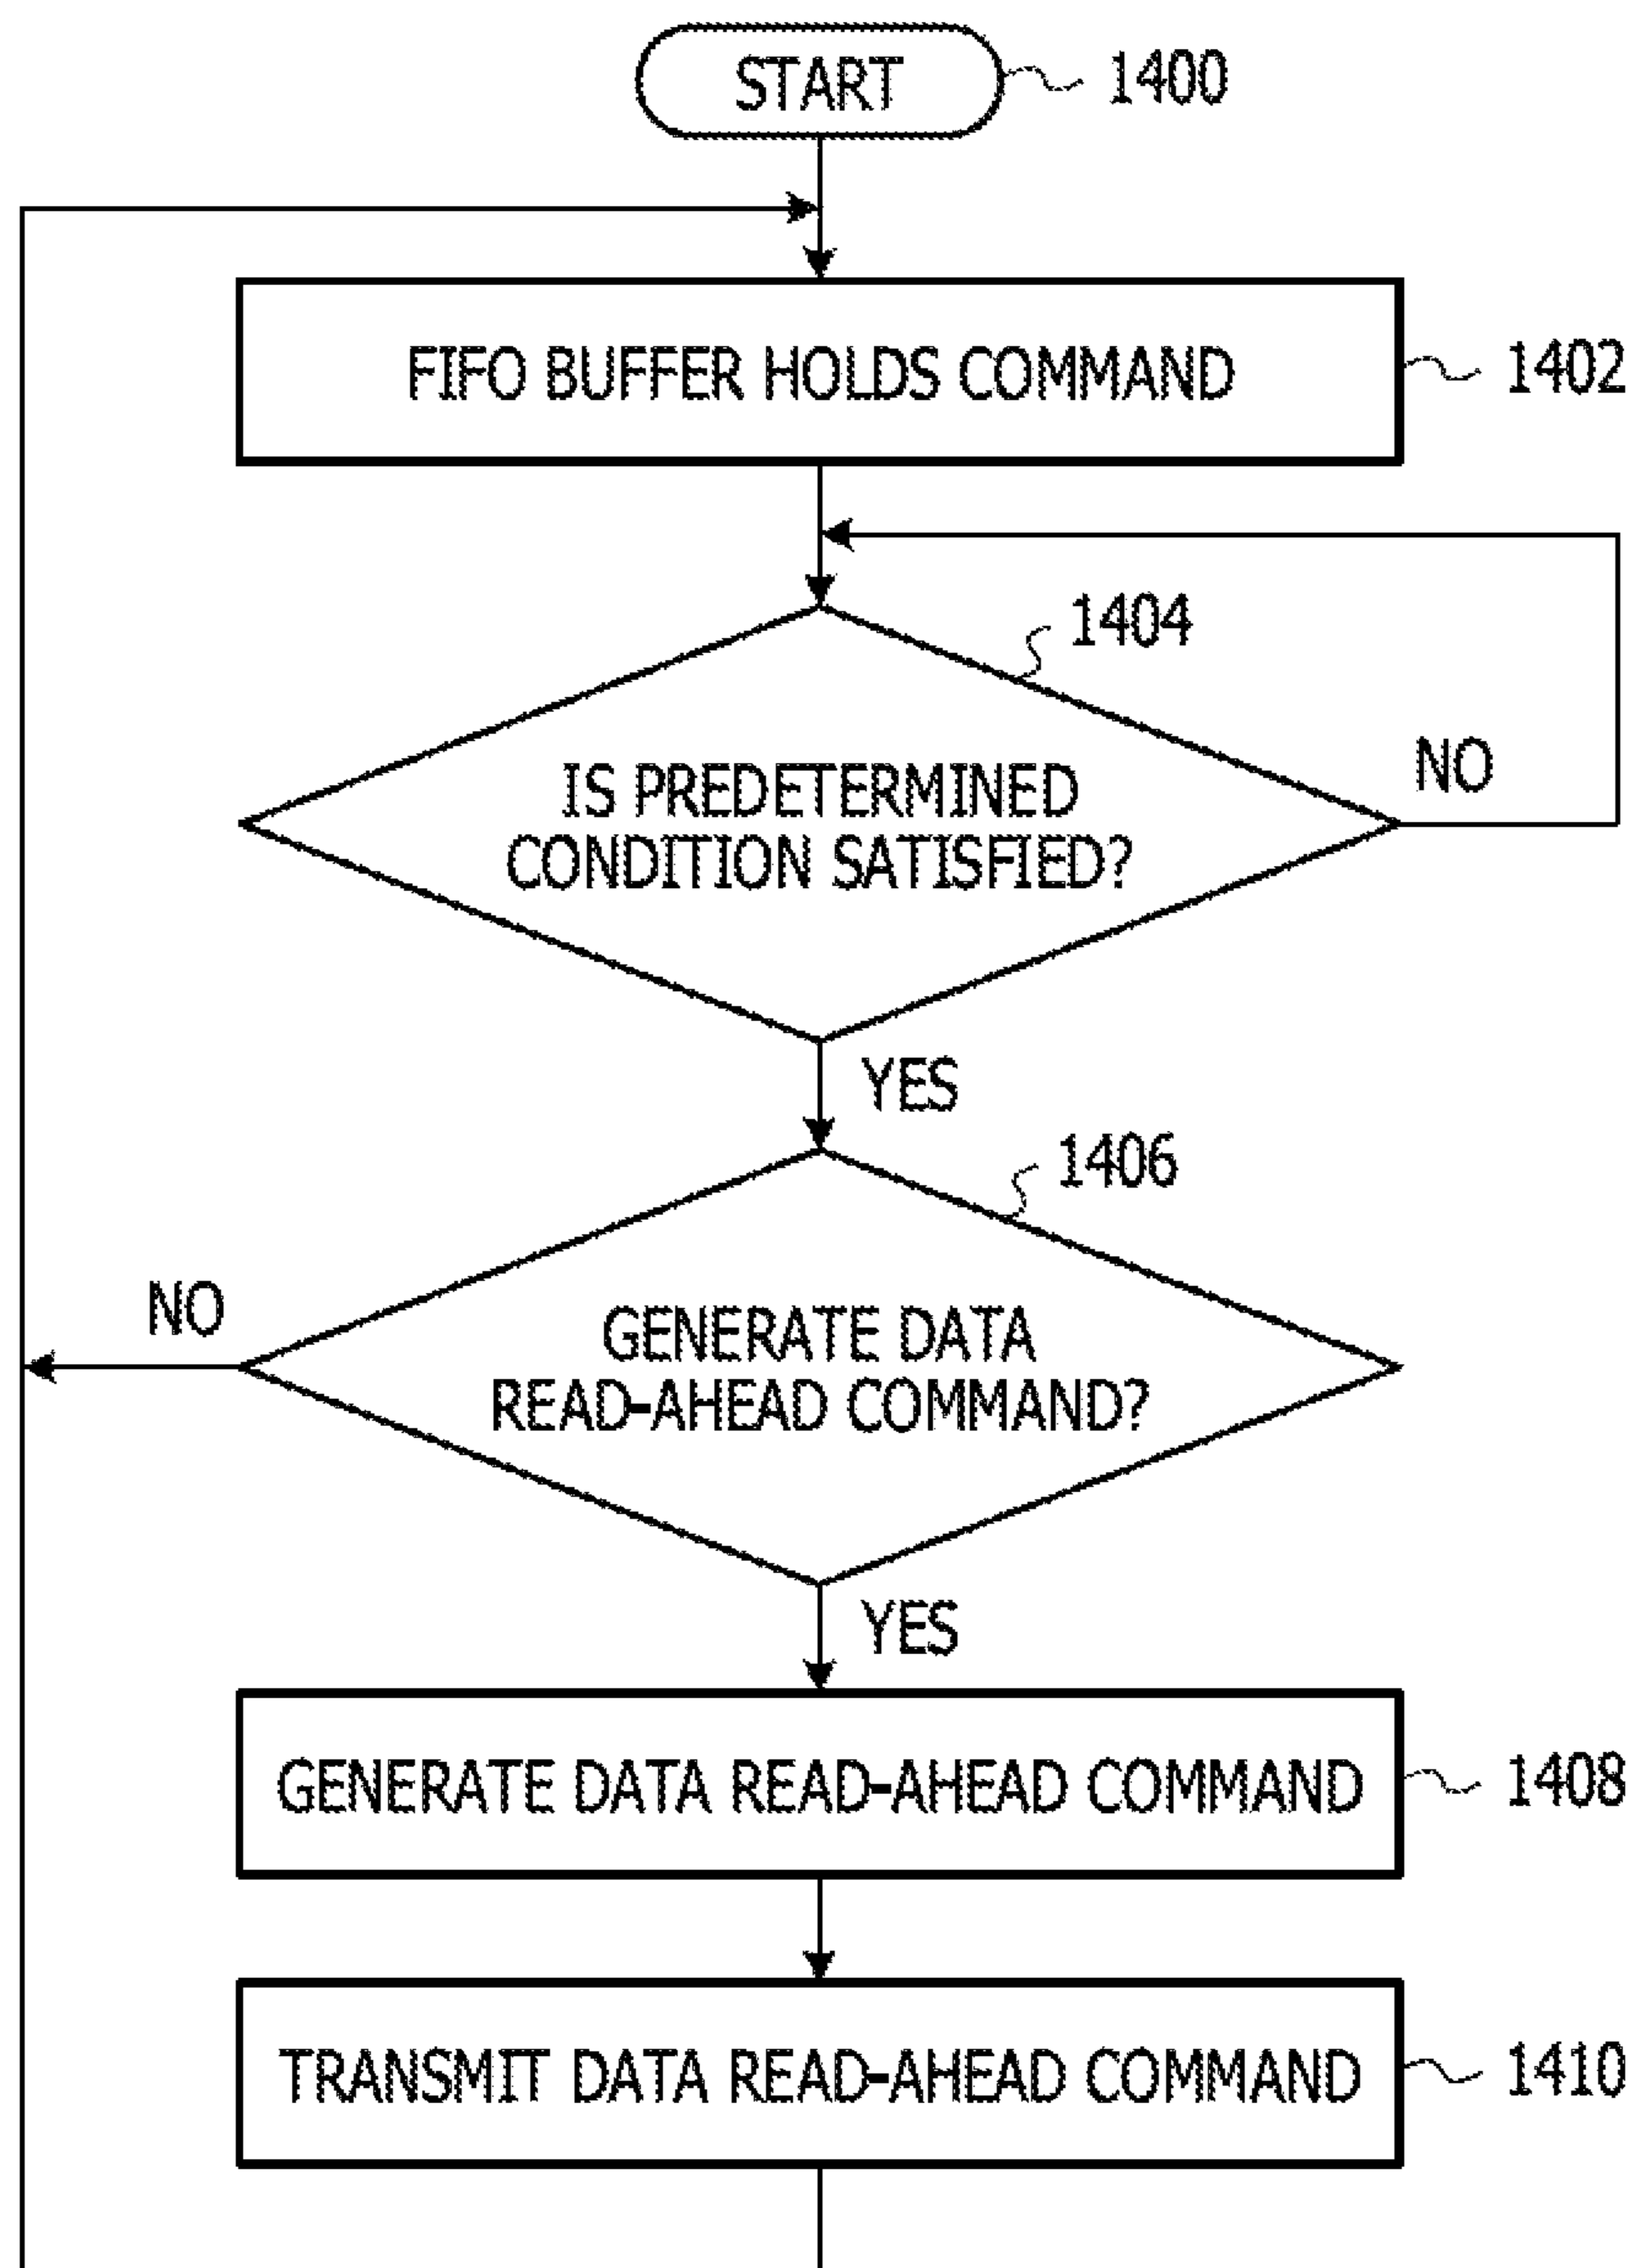 START
1400
FIFO BUFFER HOLDS COMMAND
1402
1404
IS PREDETERMINED
CONDITION SATISFIED?
NO
YES
1406
NO
GENERATE DATA
READ-AHEAD COMMAND?
YES
GENERATE DATA READ-AHEAD COMMAND
1408
TRANSMIT DATA READ-AHEAD COMMAND
1410